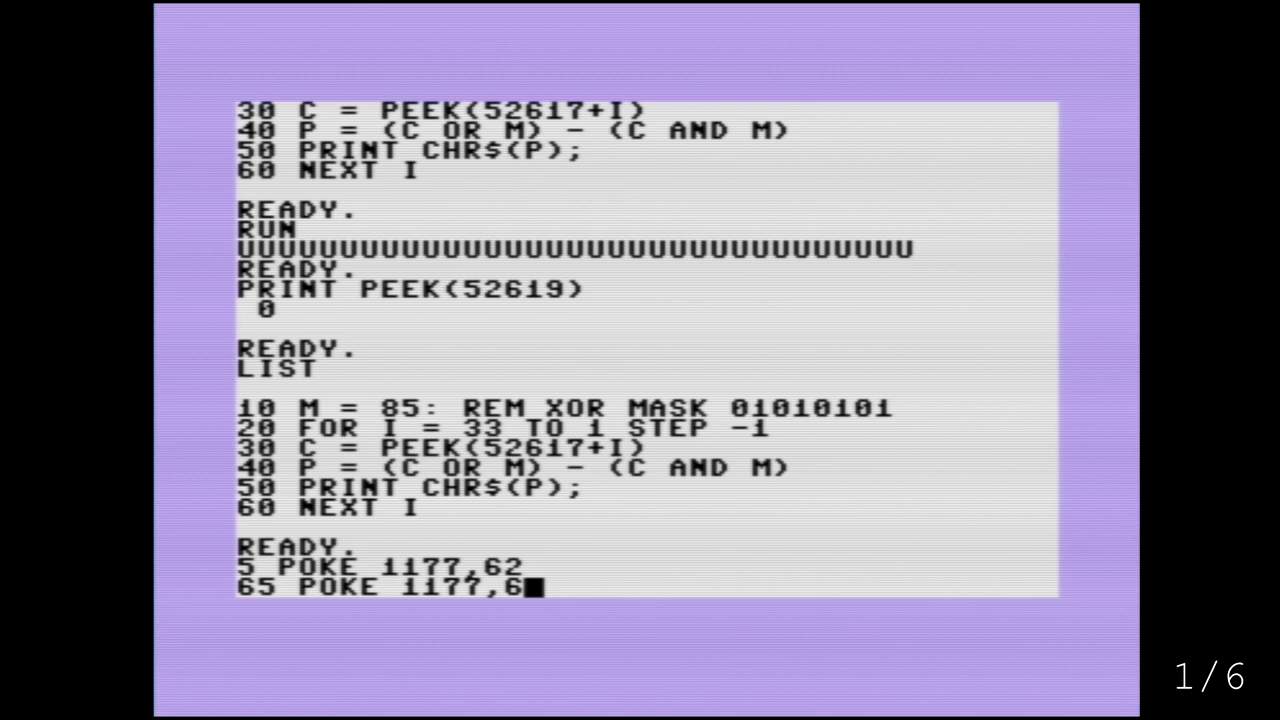 30 C = PEEK(52617+I)
40 P = (C OR M) - (C AND M)
50 PRINT CHR$(P);
60 NEXT I
READY.
RUN
UUUUUUUUUUUUUUUUUUUUUUUUUUUUUUUUU
READY.
PRINT PEEK(52619)
0
READY.
LIST
10 M = 85: REM XOR MASK 01010101
20 FOR I = 33 TO 1 STEP -1
30 C = PEEK(52617+I)
40 P = (C OR M) - (C AND M)
50 PRINT CHR$(P);
60 NEXT I
READY.
5 POKE 1177,62
65 POKE 1177,6
1/6